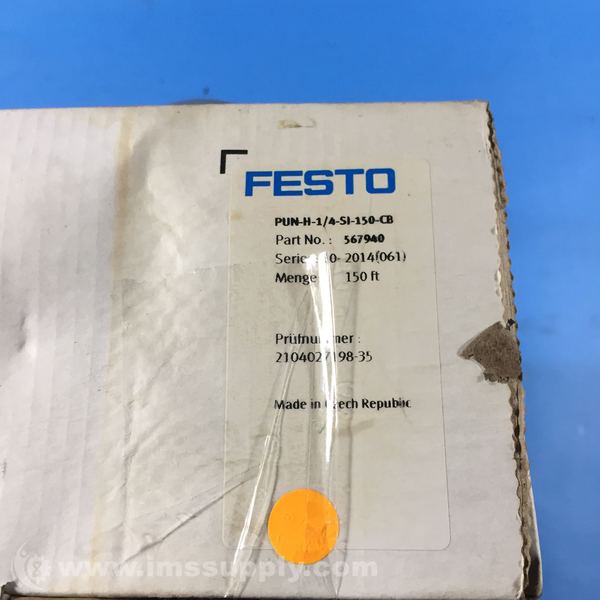 FESTO
PUN-H-1/4-SI-150-CB
Part No. : 567940
2014(061)
Menge 150 ft
Prüfnummer :
2104027198-35
Made in Czech Republic
© www.imssupply.com